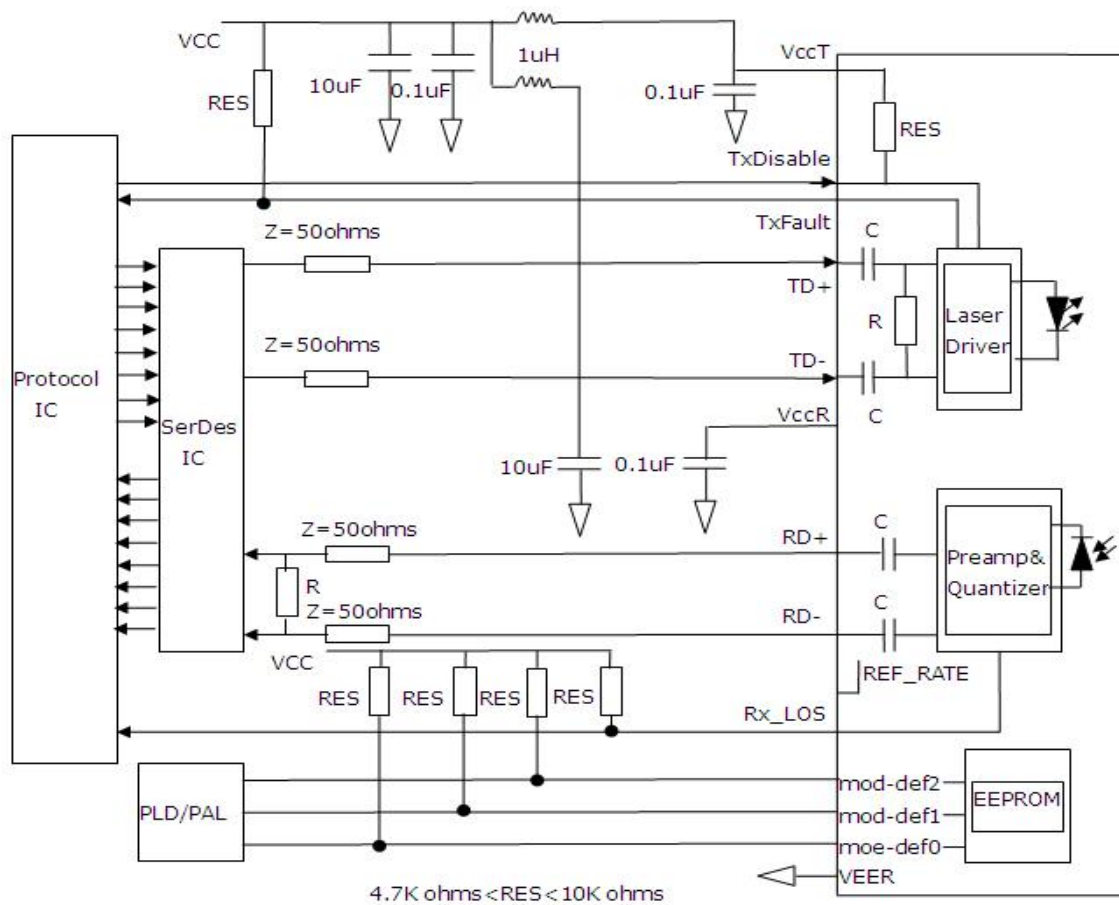 VCC
1uH
VccT
10uF
0.1uF
0.1uF
RES
RES
TxDisable
TxFault
Z=50ohms
C
TD+
R
Laser
Driver
Z=50ohms
TD-
C
Protocol
IC
SerDes
IC
VccR
10uF
0.1uF
Z=50ohms
RD+
C
Preamp&
Quantizer
R
Z=50ohms
RD-
C
VCC
REF_RATE
RES
RES
RES
RES
Rx_LOS
PLD/PAL
mod-def2
mod-def1
moe-def0
EEPROM
VEER
4.7K ohms<RES<10K ohms